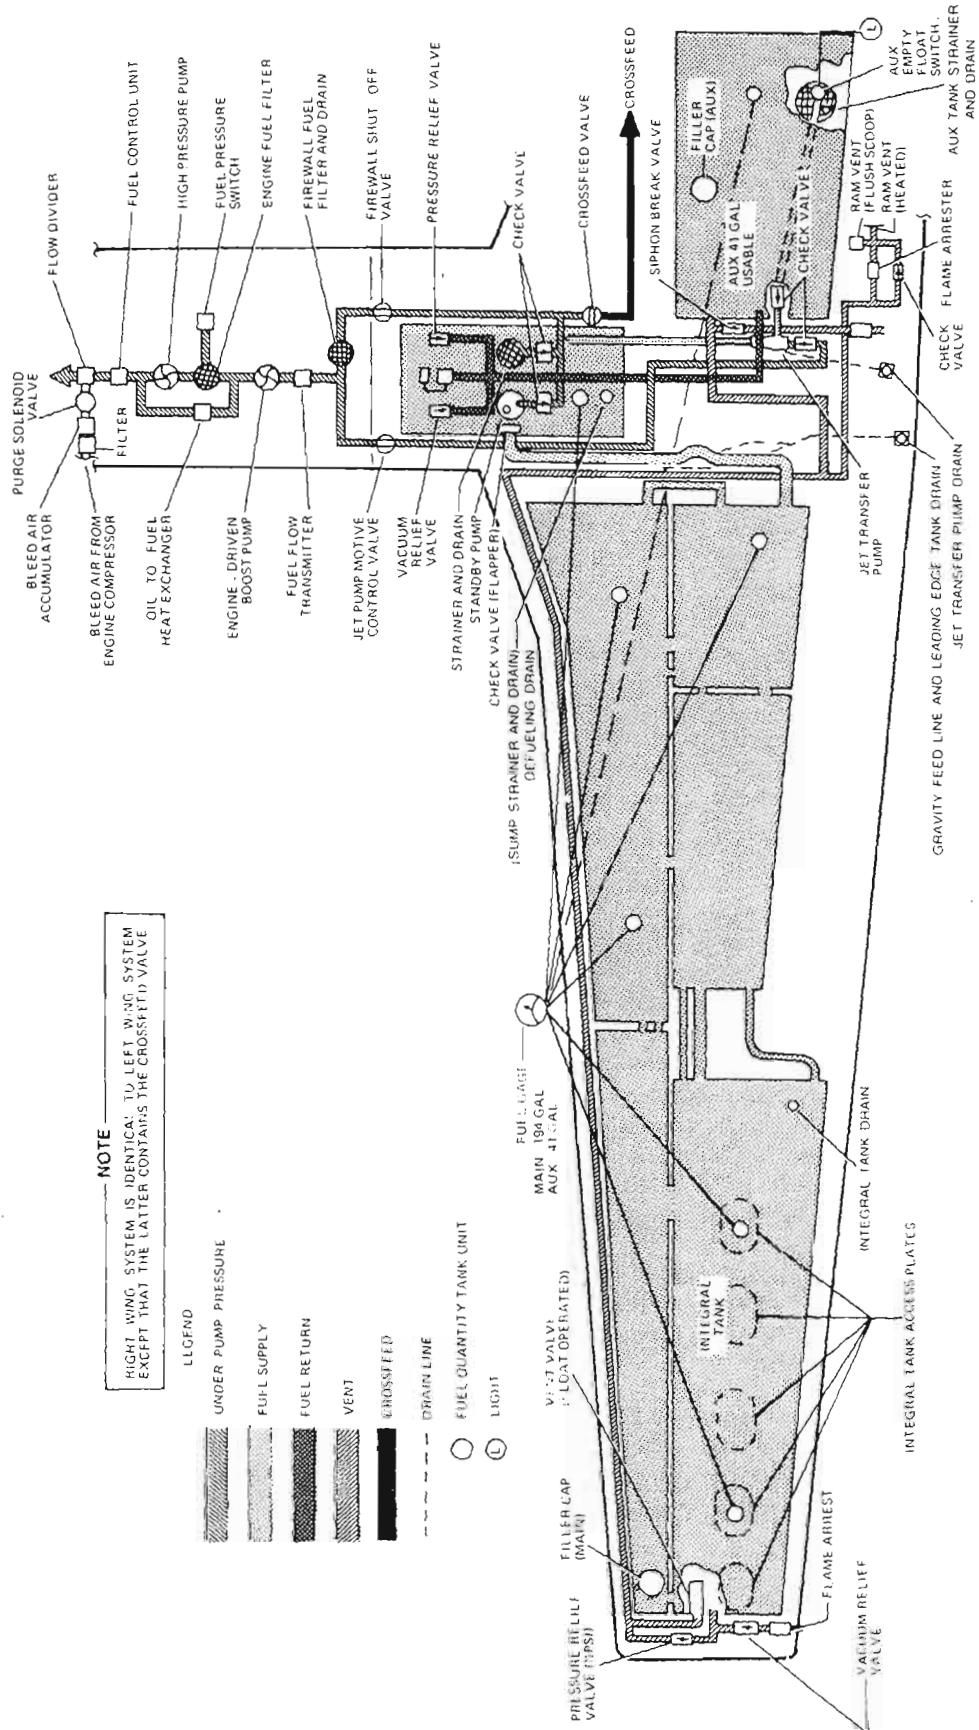 NOTE
RIGHT WING SYSTEM IS IDENTICAL TO LEFT WING SYSTEM
EXCEPT THAT THE LATTER CONTAINS THE CROSSFEED VALVE
LEGEND
UNDER PUMP PRESSURE
FUEL SUPPLY
FUEL RETURN
VENT
CROSSFEED
DRAIN LINE
FUEL QUANTITY TANK UNIT
L
LIGHT
PURGE SOLENOID
VALVE
BLEED AIR
ACCUMULATOR
BLEED AIR FROM
ENGINE COMPRESSOR
FILTER
OIL TO FUEL
HEAT EXCHANGER
ENGINE-DRIVEN
BOOST PUMP
FUEL FLOW
TRANSMITTER
JET PUMP MOTIVE
CONTROL VALVE
VACUUM
RELIEF
VALVE
STRAINER AND DRAIN
STANDBY PUMP
CHECK VALVE (FLAPPER)
(SUMP STRAINER AND DRAIN)
DEFUELING DRAIN
FLOW DIVIDER
FUEL CONTROL UNIT
HIGH PRESSURE PUMP
FUEL PRESSURE
SWITCH
ENGINE FUEL FILTER
FIREWALL FUEL
FILTER AND DRAIN
FIREWALL SHUT OFF
VALVE
PRESSURE RELIEF VALVE
CHECK VALVE
CROSSFEED VALVE
CROSSFEED
SIPHON BREAK VALVE
FILLER
CAP (AUX)
AUX 41 GAL
USABLE
CHECK VALVE
L
AUX
EMPTY
FLOAT
SWITCH.
AUX TANK STRAINER
AND DRAIN
RAM VENT
(FLUSH SCOOP)
RAM VENT
(HEATED)
FLAME ARRESTER
CHECK
VALVE
JET TRANSFER
PUMP
GRAVITY FEED LINE AND LEADING EDGE TANK DRAIN
JET TRANSFER PUMP DRAIN
FUEL GAGE
MAIN 194 GAL
AUX 41 GAL
VENT VALVE
(FLOAT OPERATED)
FILLER CAP
(MAIN)
PRESSURE RELIEF
INTEGRAL
TANK
INTEGRAL TANK DRAIN
INTEGRAL TANK ACCESS PLATES
FLAME ARREST
VACUUM RELIEF
VALVE